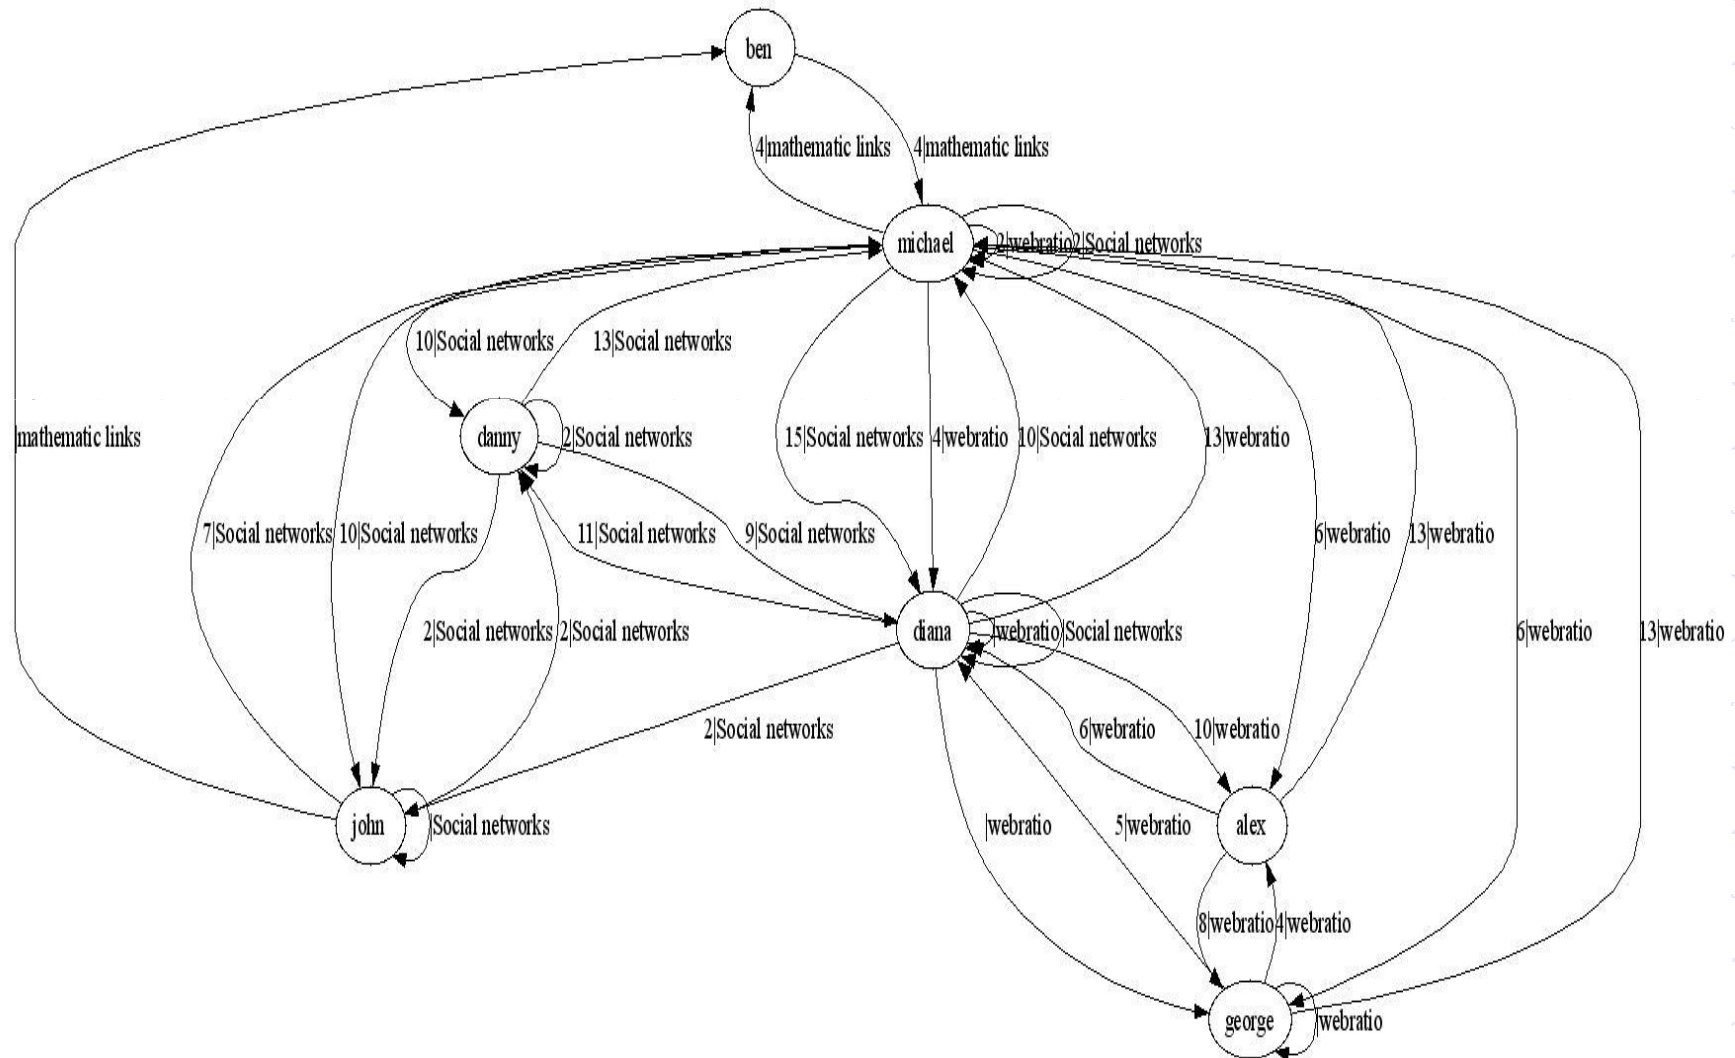 ben
4|mathematic links
4|mathematic links
michael
2|webratio
2|Social networks
10|Social networks
13|Social networks
|mathematic links
danny
2|Social networks
15|Social networks
4|webratio
10|Social networks
13|webratio
7|Social networks
10|Social networks
11|Social networks
9|Social networks
6|webratio
13|webratio
2|Social networks
2|Social networks
diana
|webratio
|Social networks
6|webratio
13|webratio
2|Social networks
6|webratio
10|webratio
john
|Social networks
|webratio
5|webratio
alex
8|webratio
4|webratio
george
|webratio